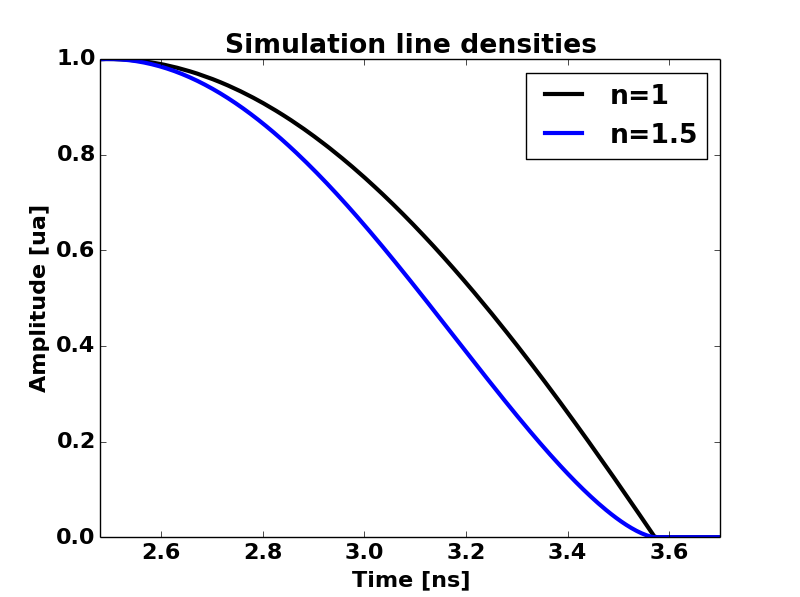 Simulation line densities
n=1
n=1.5
Amplitude [ua]
1.0
0.8
0.6
0.4
0.2
0.0
2.6 2.8 3.0 3.2 3.4 3.6
Time [ns]